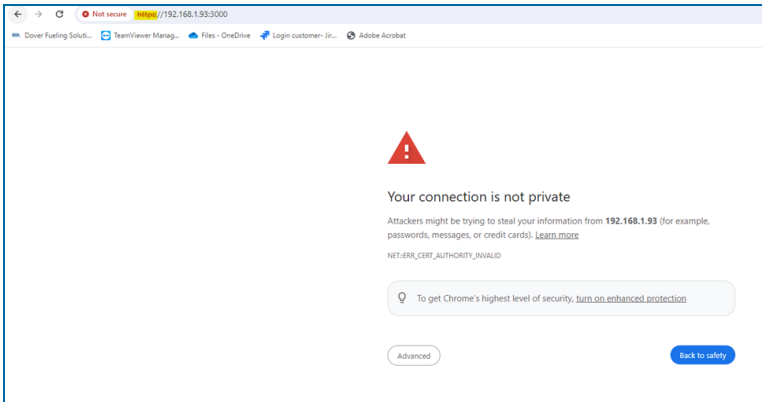 Not secure https://192.168.1.93:3000
Dover Fueling Soluti... TeamViewer Manag... Files - OneDrive Login customer- Jir... Adobe Acrobat
Your connection is not private
Attackers might be trying to steal your information from 192.168.1.93 (for example,
passwords, messages, or credit cards). Learn more
NET::ERR_CERT_AUTHORITY_INVALID
To get Chrome's highest level of security, turn on enhanced protection
Advanced
Back to safety